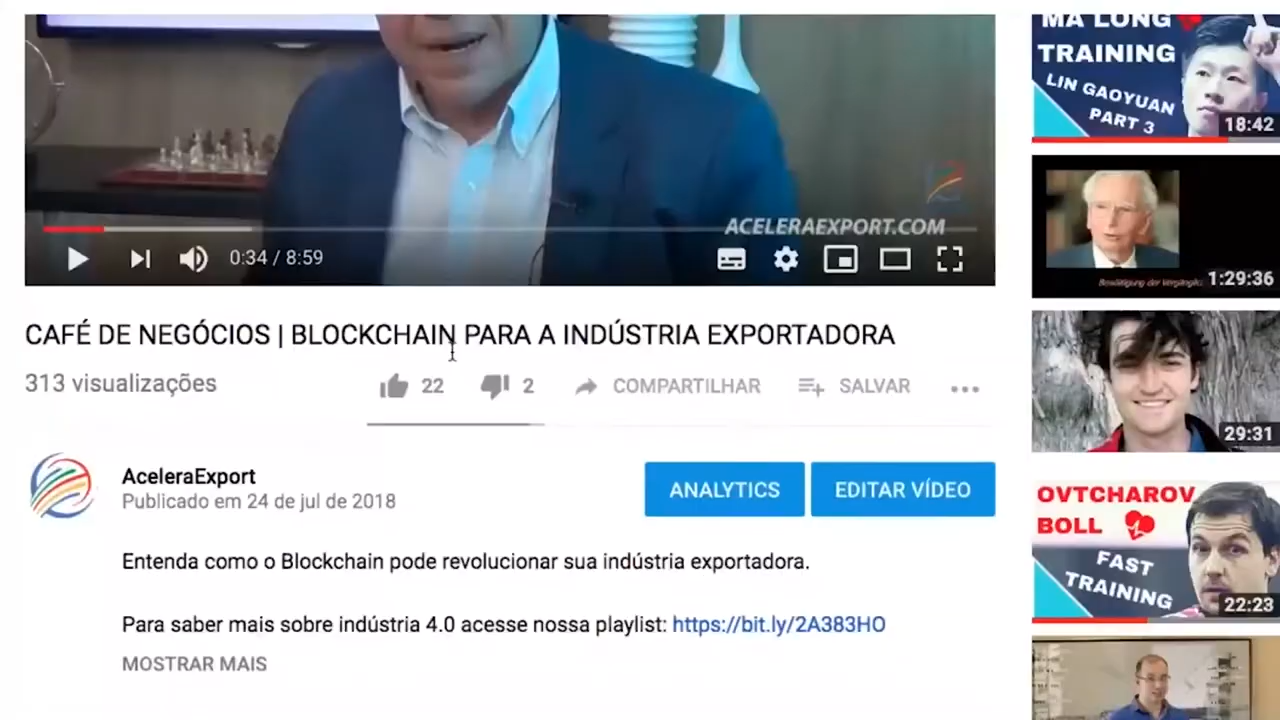 ACELERAEXPORT.COM
0:34 / 8:59
CAFÉ DE NEGÓCIOS | BLOCKCHAIN PARA A INDÚSTRIA EXPORTADORA
313 visualizações
22
2
COMPARTILHAR
SALVAR
AceleraExport
Publicado em 24 de jul de 2018
ANALYTICS
EDITAR VÍDEO
Entenda como o Blockchain pode revolucionar sua indústria exportadora.
Para saber mais sobre indústria 4.0 acesse nossa playlist: https://bit.ly/2A383HO
MOSTRAR MAIS
MA LONG
TRAINING
LIN GAOYUAN
PART 3
18:42
1:29:36
29:31
OVTCHAROV
BOLL
FAST
TRAINING
22:23